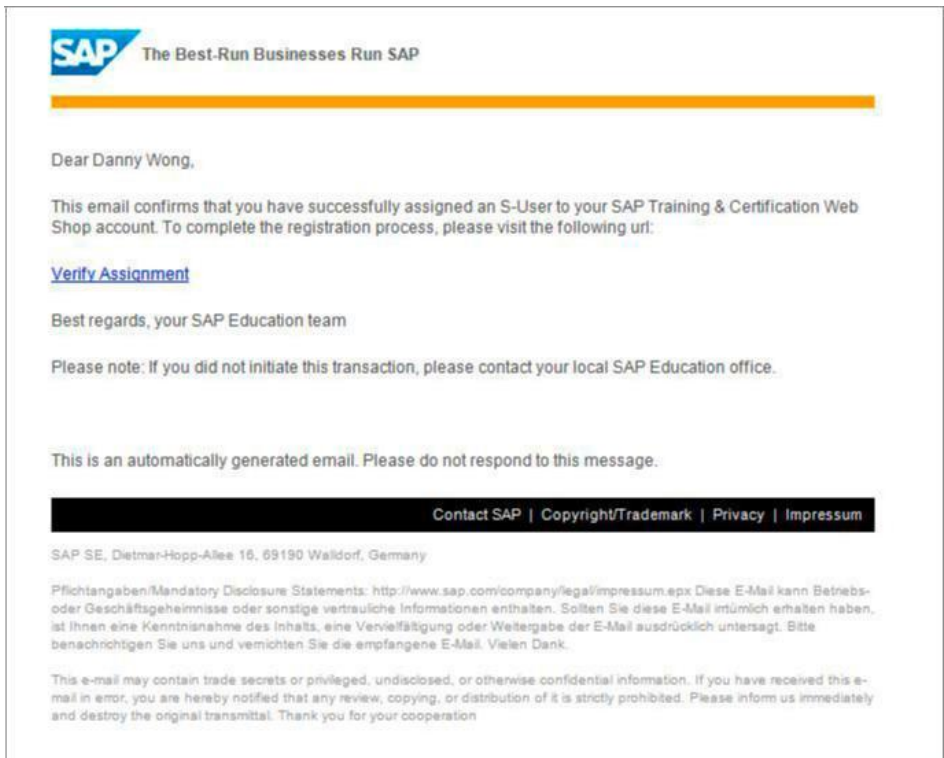 SAP The Best-Run Businesses Run SAP
Dear Danny Wong,
This email confirms that you have successfully assigned an S-User to your SAP Training & Certification Web
Shop account. To complete the registration process, please visit the following url:
Verify Assignment
Best regards, your SAP Education team
Please note: If you did not initiate this transaction, please contact your local SAP Education office.
This is an automatically generated email. Please do not respond to this message.
Contact SAP | Copyright/Trademark | Privacy | Impressum
SAP SE, Dietmar-Hopp-Allee 16, 69190 Walldorf, Germany
Pflichtangaben/Mandatory Disclosure Statements: http://www.sap.com/company/legal/impressum.epx Diese E-Mail kann Betriebs-
oder Geschäftsgeheimnisse oder sonstige vertrauliche Informationen enthalten. Sollten Sie diese E-Mail irrtümlich erhalten haben,
ist Ihnen eine Kenntnisnahme des Inhalts, eine Vervielfältigung oder Weitergabe der E-Mail ausdrücklich untersagt. Bitte
benachrichtigen Sie uns und vernichten Sie die empfangene E-Mail. Vielen Dank.
This e-mail may contain trade secrets or privileged, undisclosed, or otherwise confidential information. If you have received this e-
mail in error, you are hereby notified that any review, copying, or distribution of it is strictly prohibited. Please inform us immediately
and destroy the original transmittal. Thank you for your cooperation